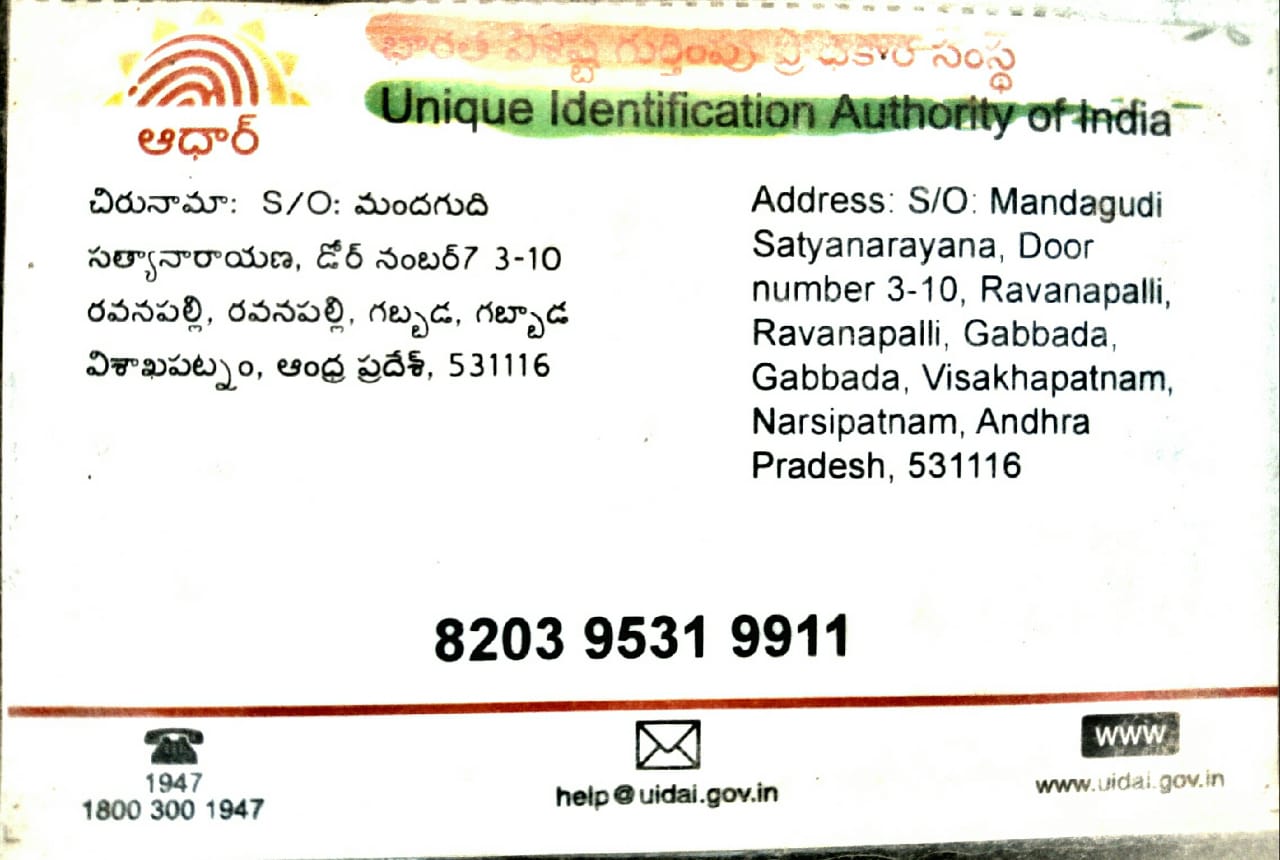 భారత విశిష్ట గుర్తింపు ప్రాధికార సంస్థ
Unique Identification Authority of India
ఆధార్
చిరునామా: S/O: మందగుది
సత్యానారాయణ, డోర్ నంబర్7 3-10
రవనపల్లి, రవనపల్లి, గబ్బడ, గబ్బాడ
విశాఖపట్నం, ఆంధ్ర ప్రదేశ్, 531116
Address: S/O: Mandagudi
Satyanarayana, Door
number 3-10, Ravanapalli,
Ravanapalli, Gabbada,
Gabbada, Visakhapatnam,
Narsipatnam, Andhra
Pradesh, 531116
8203 9531 9911
1947
1800 300 1947
help@uidai.gov.in
WWW
www.uidai.gov.in